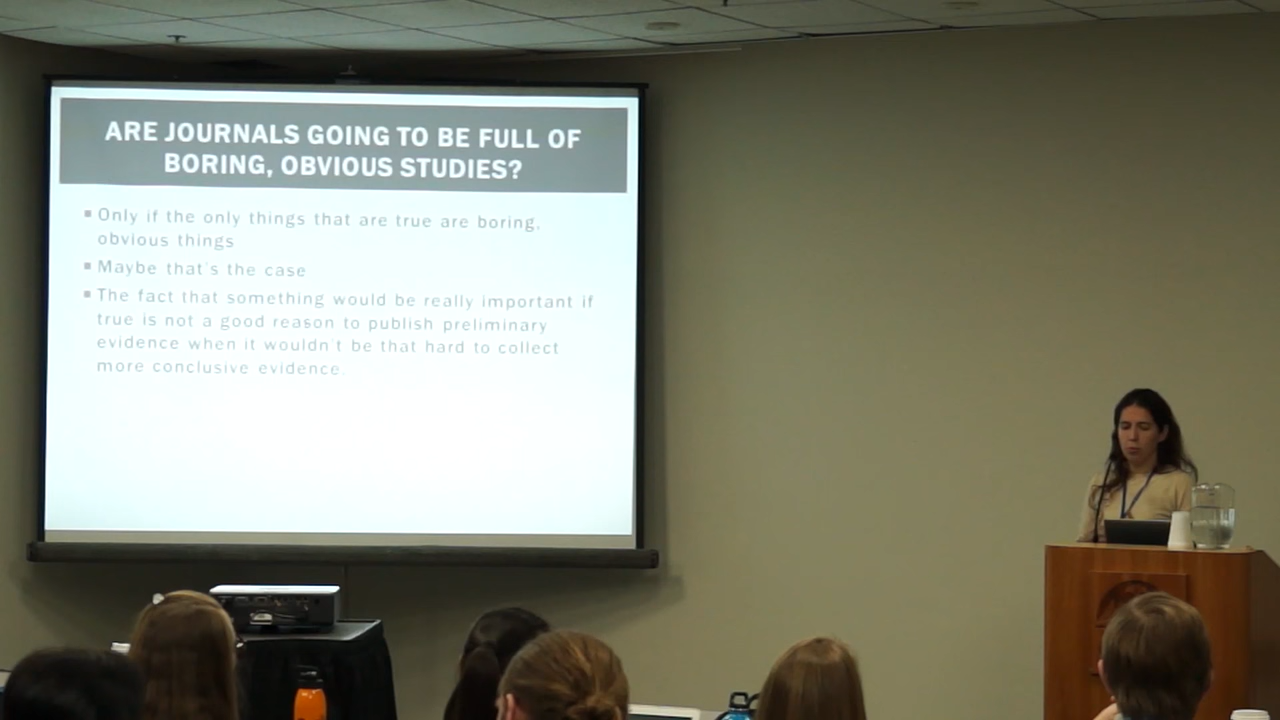 ARE JOURNALS GOING TO BE FULL OF
BORING, OBVIOUS STUDIES?
Only if the only things that are true are boring,
obvious things
Maybe that's the case
The fact that something would be really important if
true is not a good reason to publish preliminary
evidence when it wouldn't be that hard to collect
more conclusive evidence.